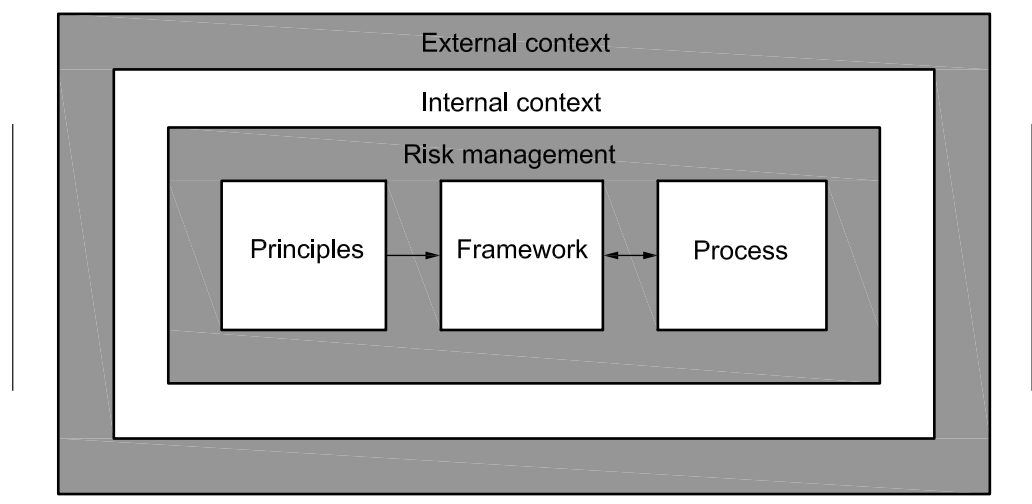 External context
Internal context
Risk management
Principles
Framework
Process